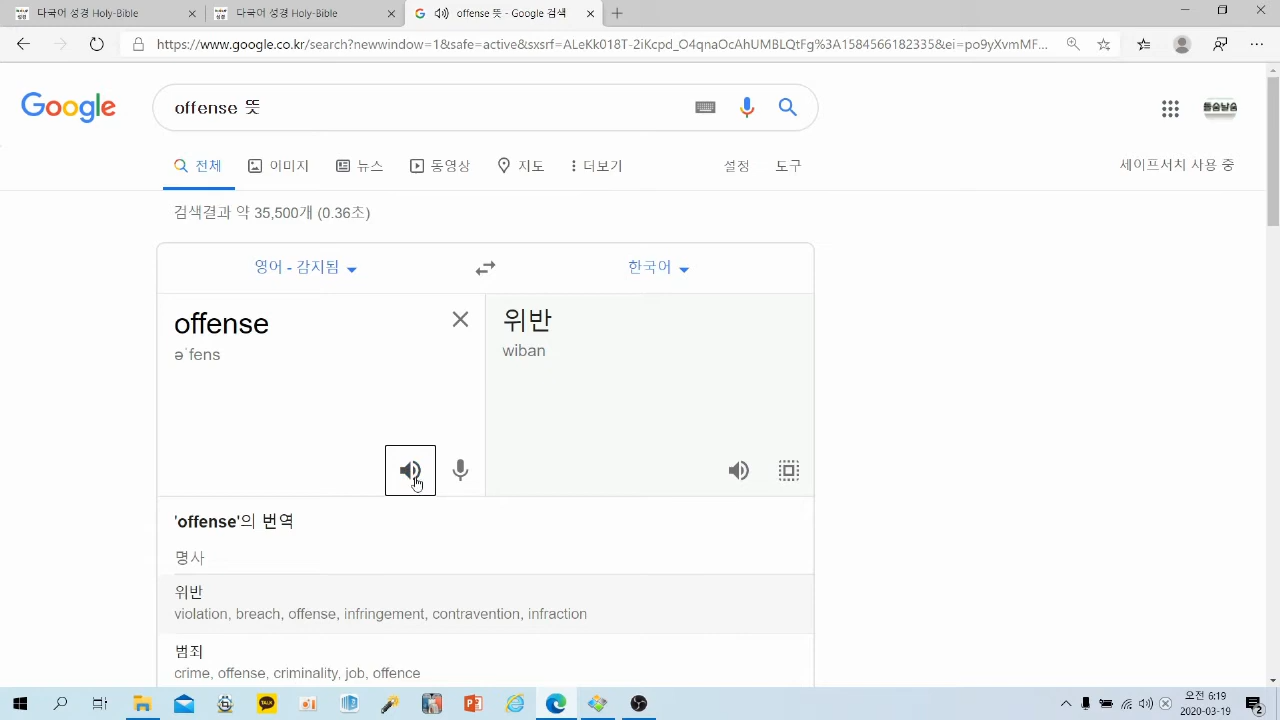 다국어 성경 Holy-Bible
다국어 성경 Holy-Bible
offense 뜻 - Google 검색
https://www.google.co.kr/search?newwindow=1&safe=active&sxsrf=ALeKk018T-2iKcpd_O4qnaOcAhUMBLQtFg%3A1584566182335&ei=po9yXvmMF...
Google
offense 뜻
돌솜날솜
전체
이미지
뉴스
동영상
지도
더보기
설정
도구
세이프서치 사용 중
검색결과 약 35,500개 (0.36초)
영어 - 감지됨
한국어
offense
əˈfens
위반
wiban
'offense'의 번역
명사
위반
violation, breach, offense, infringement, contravention, infraction
범죄
crime, offense, criminality, job, offence
오전 6:19
2020-03-19
2